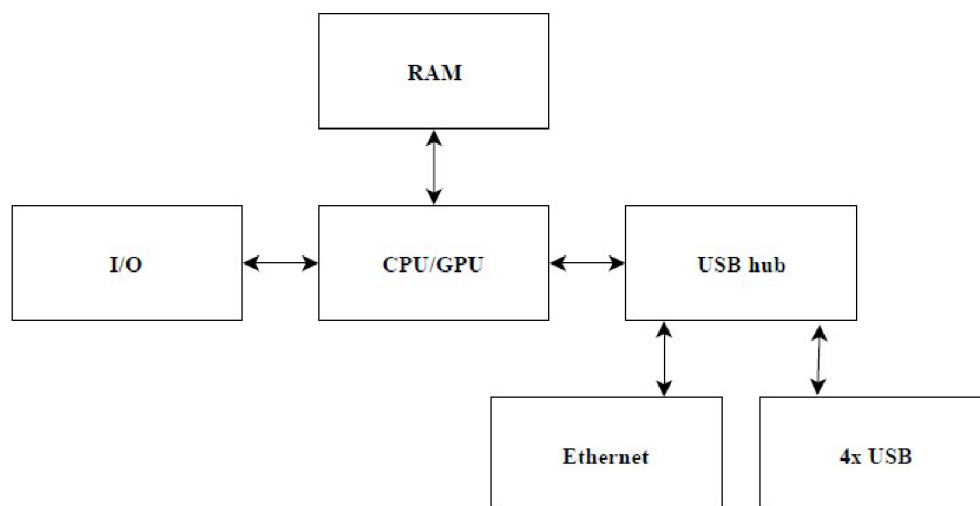 RAM
I/O
CPU/GPU
USB hub
Ethernet
4x USB